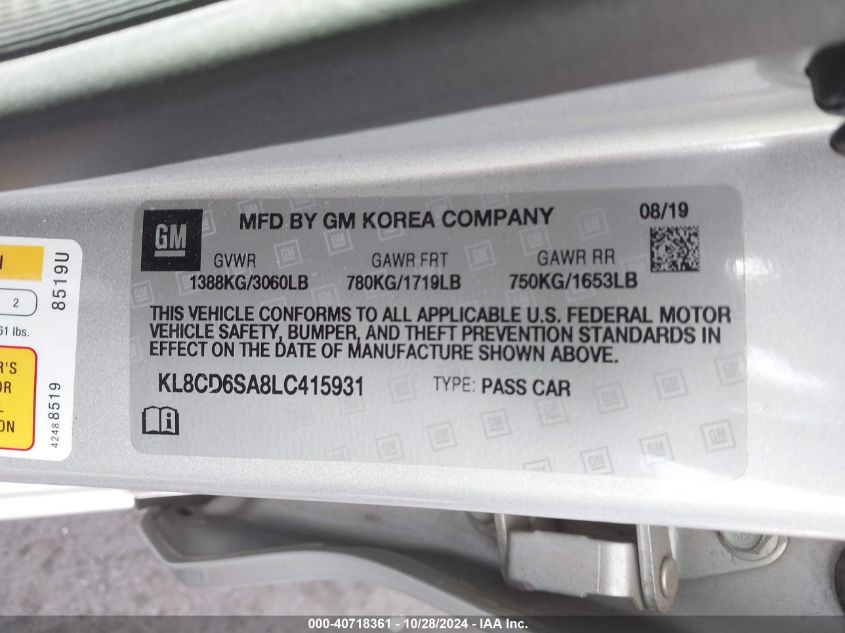 GM
MFD BY GM KOREA COMPANY
08/19
GVWR
GAWR FRT
GAWR RR
1388KG/3060LB
780KG/1719LB
750KG/1653LB
THIS VEHICLE CONFORMS TO ALL APPLICABLE U.S. FEDERAL MOTOR
VEHICLE SAFETY, BUMPER, AND THEFT PREVENTION STANDARDS IN
EFFECT ON THE DATE OF MANUFACTURE SHOWN ABOVE.
KL8CD6SA8LC415931
TYPE: PASS CAR
2
61 lbs.
8519U
42488519
000-40718361 | 10/28/2024 | IAA Inc.